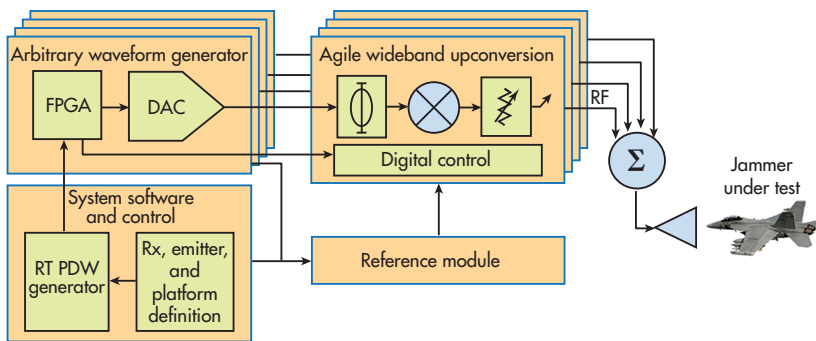 Arbitrary waveform generator
FPGA
DAC
Agile wideband upconversion
Digital control
RF
Σ
Jammer
under test
System software
and control
RT PDW
generator
Rx, emitter,
and
platform
definition
Reference module